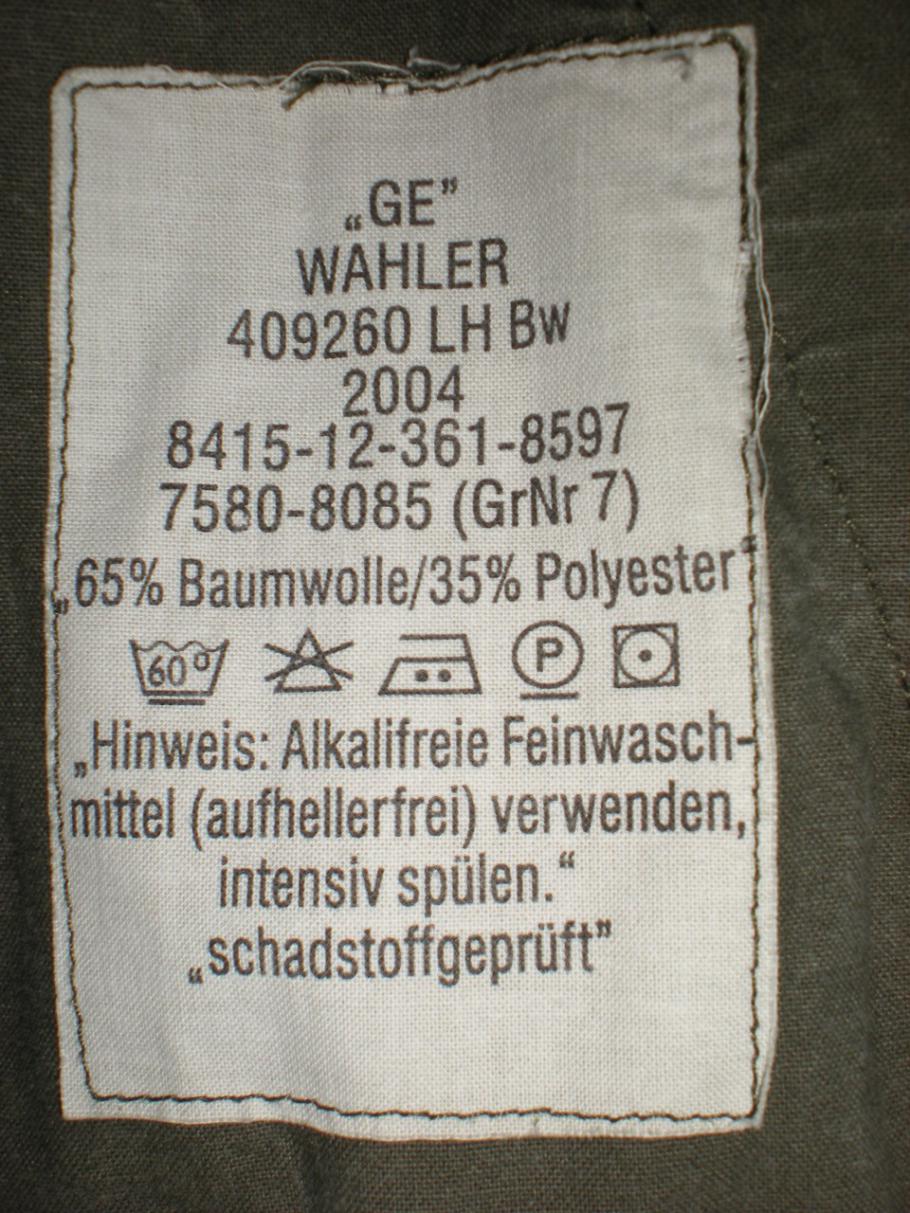 „GE”
WAHLER
409260 LH Bw
2004
8415-12-361-8597
7580-8085 (GrNr 7)
„65% Baumwolle/35% Polyester”
60° P
„Hinweis: Alkalifreie Feinwasch-
mittel (aufhellerfrei) verwenden,
intensiv spülen.“
„schadstoffgeprüft”